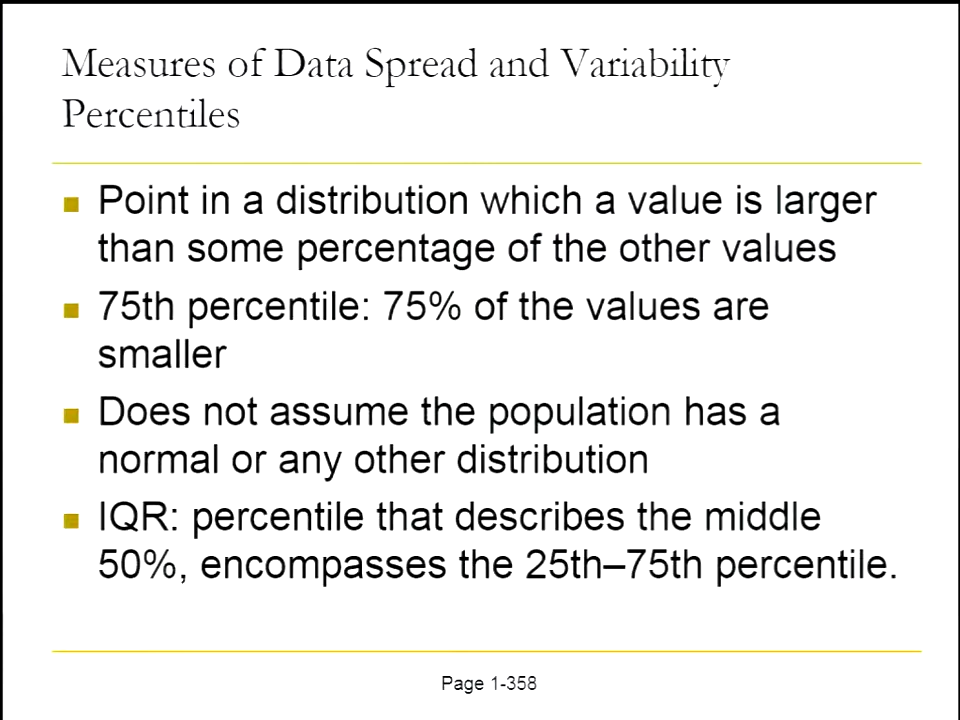 Measures of Data Spread and Variability
Percentiles
Point in a distribution which a value is larger
than some percentage of the other values
75th percentile: 75% of the values are
smaller
Does not assume the population has a
normal or any other distribution
IQR: percentile that describes the middle
50%, encompasses the 25th–75th percentile.
Page 1-358